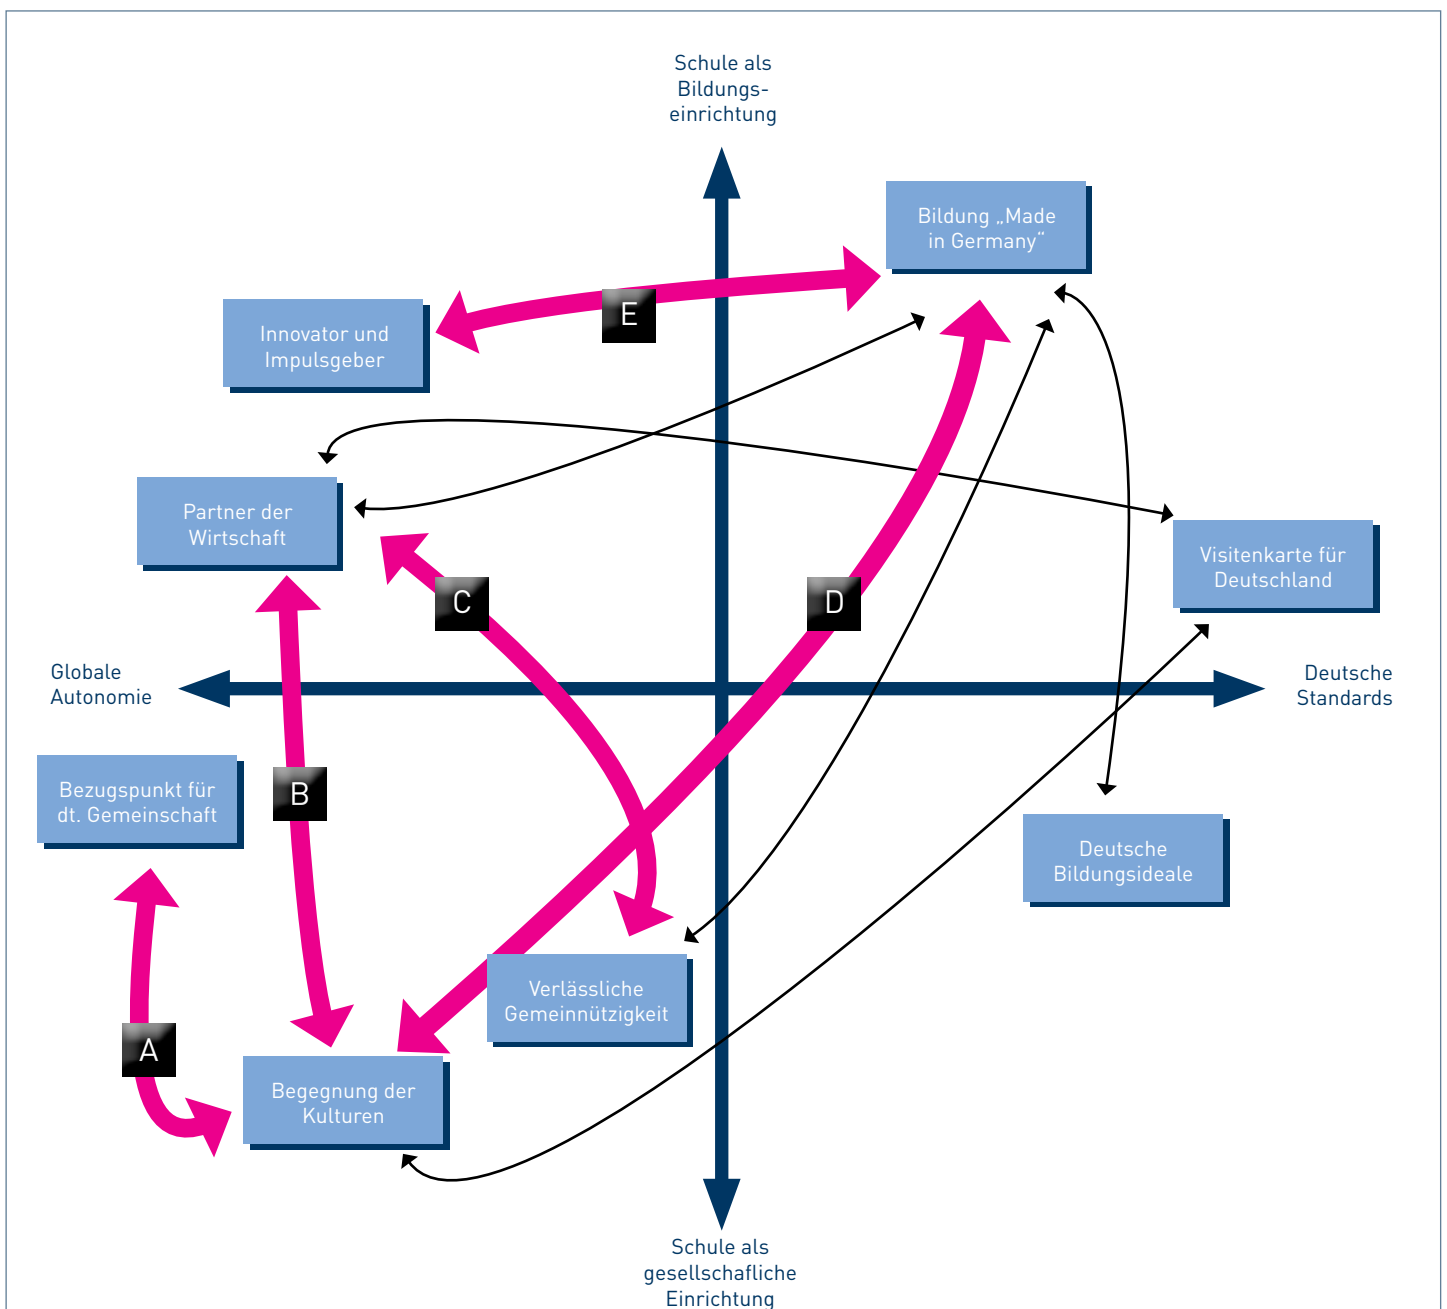 Schule als
Bildungs-
einrichtung
Bildung „Made
in Germany“
E
Innovator und
Impulsgeber
Partner der
Wirtschaft
Visitenkarte für
Deutschland
C
D
Globale
Autonomie
Deutsche
Standards
Bezugspunkt für
dt. Gemeinschaft
B
Deutsche
Bildungsideale
Verlässliche
Gemeinnützigkeit
A
Begegnung der
Kulturen
Schule als
gesellschafliche
Einrichtung